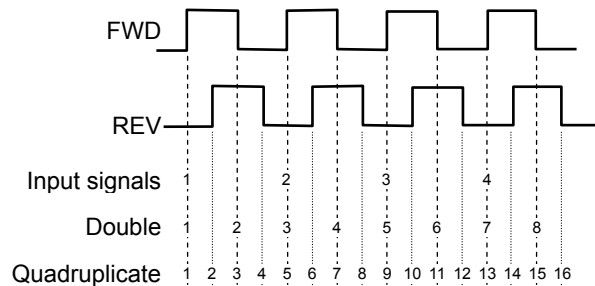 FWD
REV
Input signals 1 2 3 4
Double 1 2 3 4 5 6 7 8
Quadruplicate 1 2 3 4 5 6 7 8 9 10 11 12 13 14 15 16